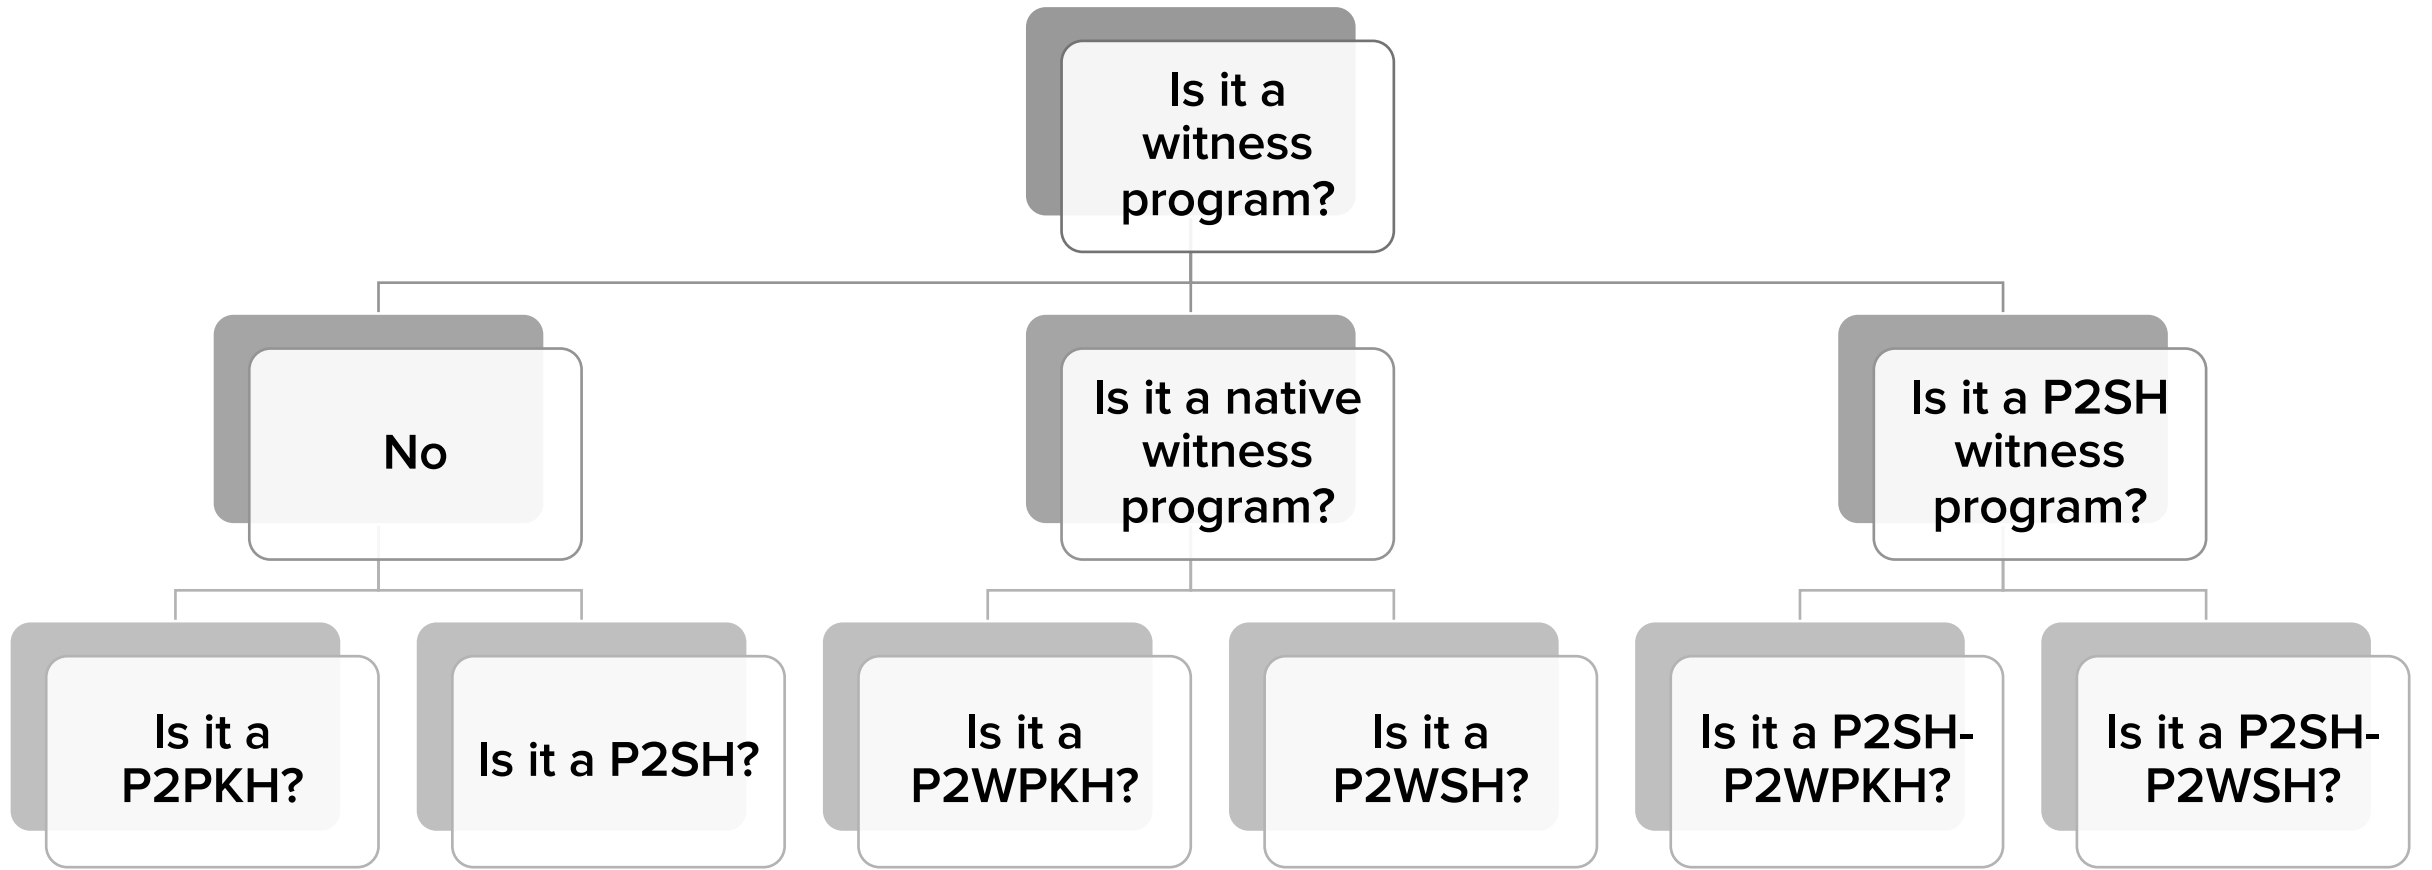 Is it a
witness
program?
No
Is it a native
witness
program?
Is it a P2SH
witness
program?
Is it a
P2PKH?
Is it a P2SH?
Is it a
P2WPKH?
Is it a
P2WSH?
Is it a P2SH-
P2WPKH?
Is it a P2SH-
P2WSH?